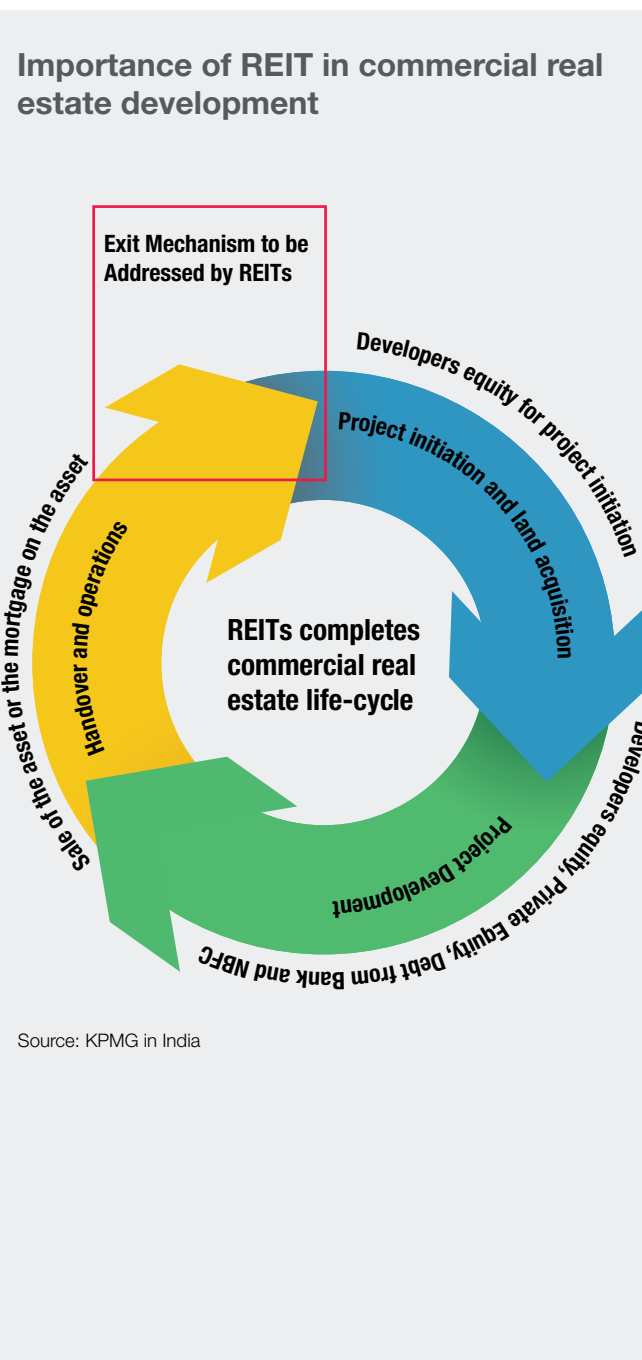 Importance of REIT in commercial real
estate development
Exit Mechanism to be
Addressed by REITs
Developers equity for project initiation
Project initiation and land acquisition
Sale of the asset or the mortgage on the asset
Handover and operations
REITs completes
commercial real
estate life-cycle
Project Development
Developers equity, Private Equity, Debt from Bank and NBFC
Source: KPMG in India